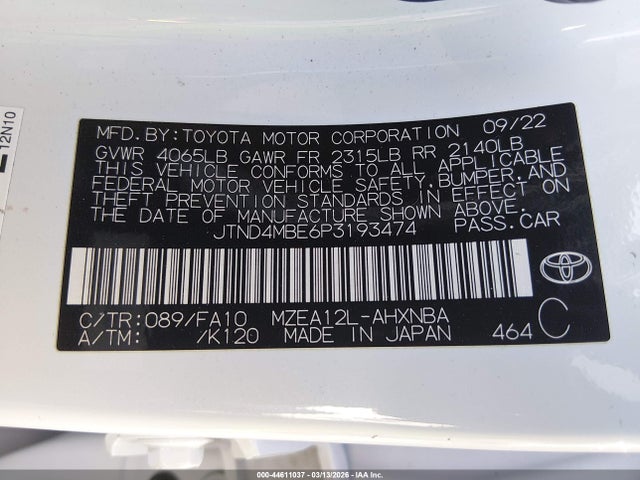 MFD.BY:TOYOTA MOTOR CORPORATION 09/22
GVWR 4065LB GAWR FR 2315LB RR 2140LB
THIS VEHICLE CONFORMS TO ALL APPLICABLE
FEDERAL MOTOR VEHICLE SAFETY,BUMPER,AND
THEFT PREVENTION STANDARDS IN EFFECT ON
THE DATE OF MANUFACTURE SHOWN ABOVE.
JTND4MBE6P3193474 PASS.CAR
C/TR:089/FA10 MZEA12L-AHXNBA
A/TM: /K120 MADE IN JAPAN 464 C
12N10
000-44611037 - 03/13/2026 - IAA Inc.